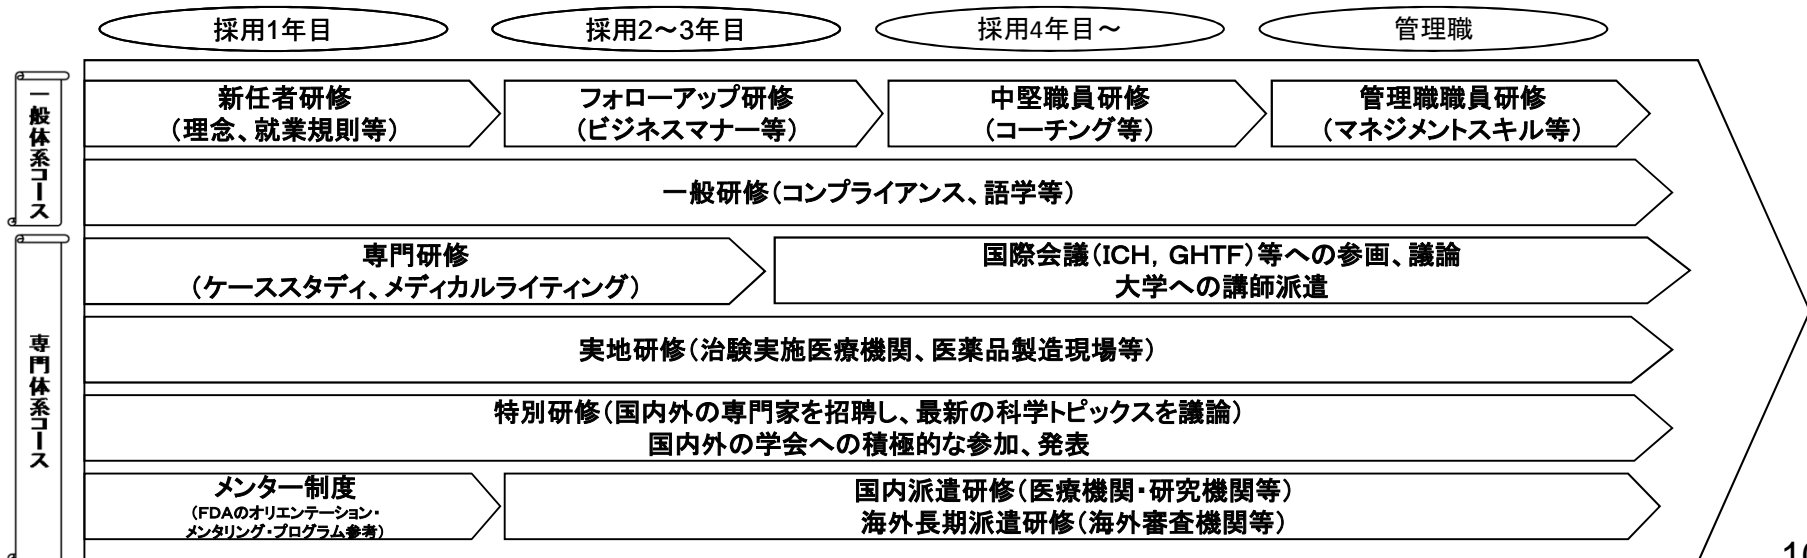 採用1年目
採用2～3年目
採用4年目～
管理職
一般体系コース
新任者研修
（理念、就業規則等）
フォローアップ研修
（ビジネスマナー等）
中堅職員研修
（コーチング等）
管理職職員研修
（マネジメントスキル等）
一般研修（コンプライアンス、語学等）
専門体系コース
専門研修
（ケーススタディ、メディカルライティング）
国際会議（ICH, GHTF）等への参画、議論
大学への講師派遣
実地研修（治験実施医療機関、医薬品製造現場等）
特別研修（国内外の専門家を招聘し、最新の科学トピックスを議論）
国内外の学会への積極的な参加、発表
メンター制度
（FDAのオリエンテーション・
メンタリング・プログラム参考）
国内派遣研修（医療機関・研究機関等）
海外長期派遣研修（海外審査機関等）